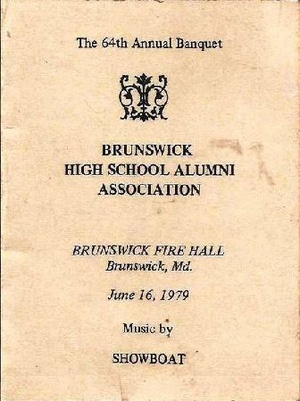 The 64th Annual Banquet
BRUNSWICK
HIGH SCHOOL ALUMNI
ASSOCIATION
BRUNSWICK FIRE HALL
Brunswick, Md.
June 16, 1979
Music by
SHOWBOAT